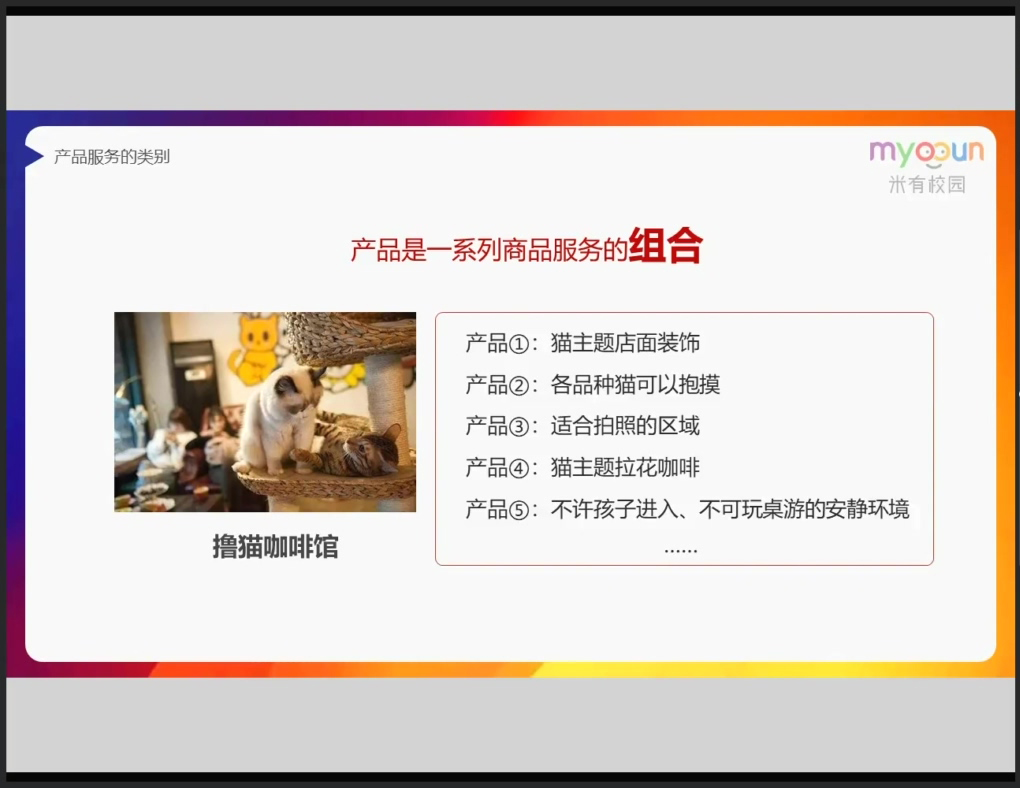 产品服务的类别
myooun
米有校园
产品是一系列商品服务的组合
产品①：猫主题店面装饰
产品②：各品种猫可以抱摸
产品③：适合拍照的区域
产品④：猫主题拉花咖啡
产品⑤：不许孩子进入、不可玩桌游的安静环境
......
撸猫咖啡馆